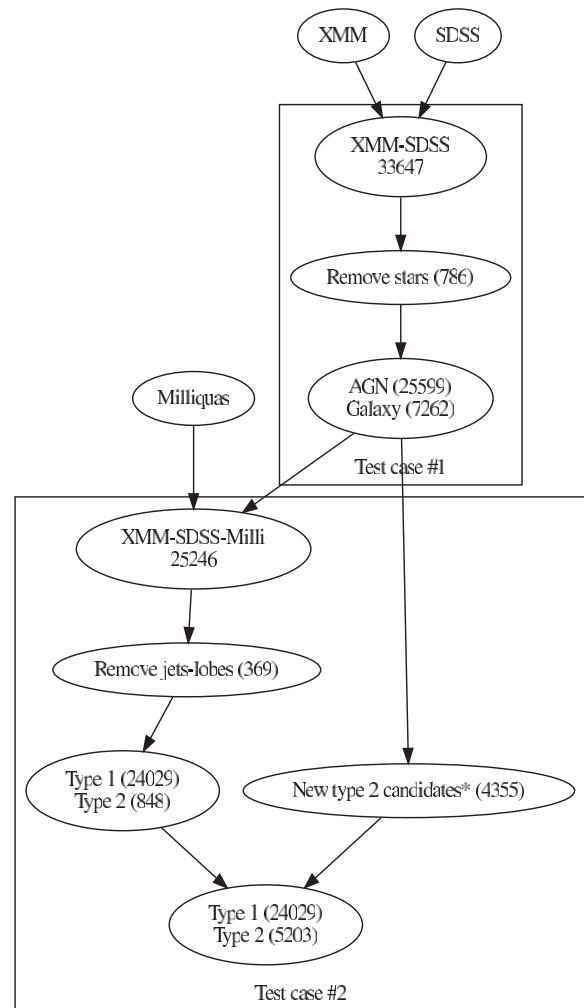 XMM
SDSS
XMM-SDSS
33647
Remove stars (786)
AGN (25599)
Galaxy (7262)
Milliquas
Test case #1
XMM-SDSS-Milli
25246
Remove jets-lobes (369)
Type 1 (24029)
Type 2 (848)
New type 2 candidates* (4355)
Type 1 (24029)
Type 2 (5203)
Test case #2